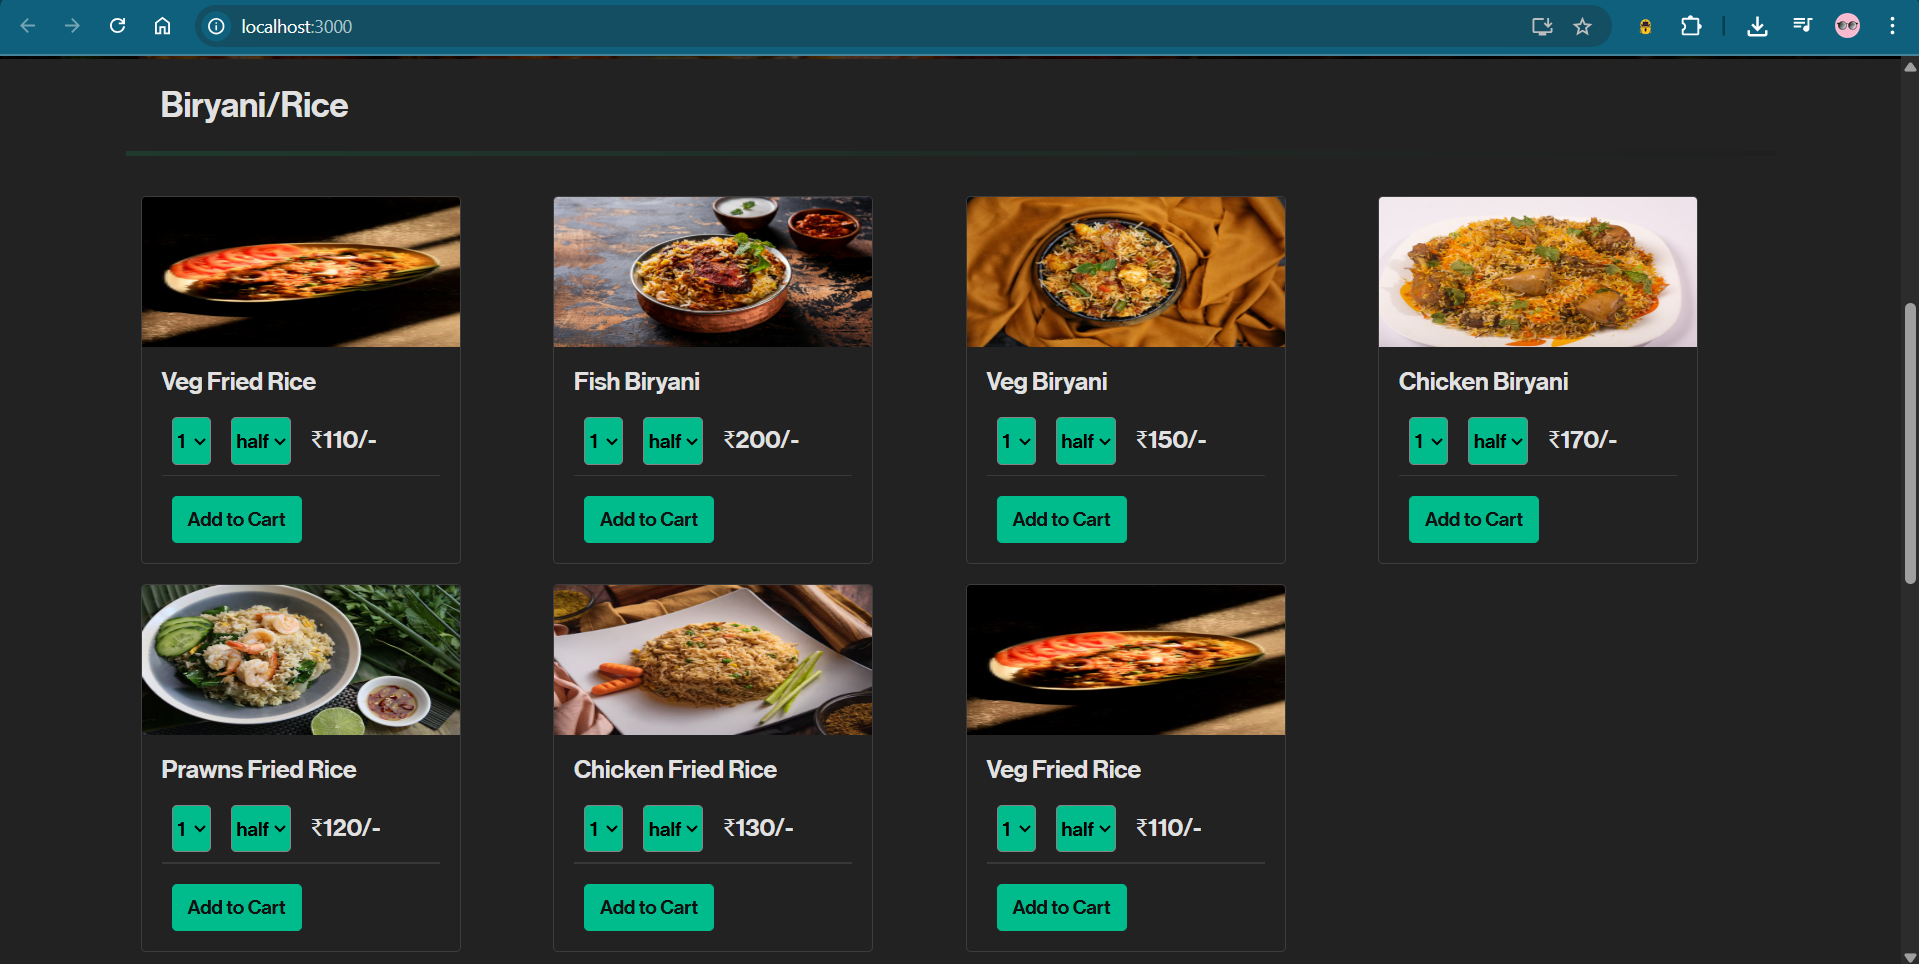 localhost:3000
Biryani/Rice
Veg Fried Rice
1 half ₹110/-
Add to Cart
Fish Biryani
1 half ₹200/-
Add to Cart
Veg Biryani
1 half ₹150/-
Add to Cart
Chicken Biryani
1 half ₹170/-
Add to Cart
Prawns Fried Rice
1 half ₹120/-
Add to Cart
Chicken Fried Rice
1 half ₹130/-
Add to Cart
Veg Fried Rice
1 half ₹110/-
Add to Cart